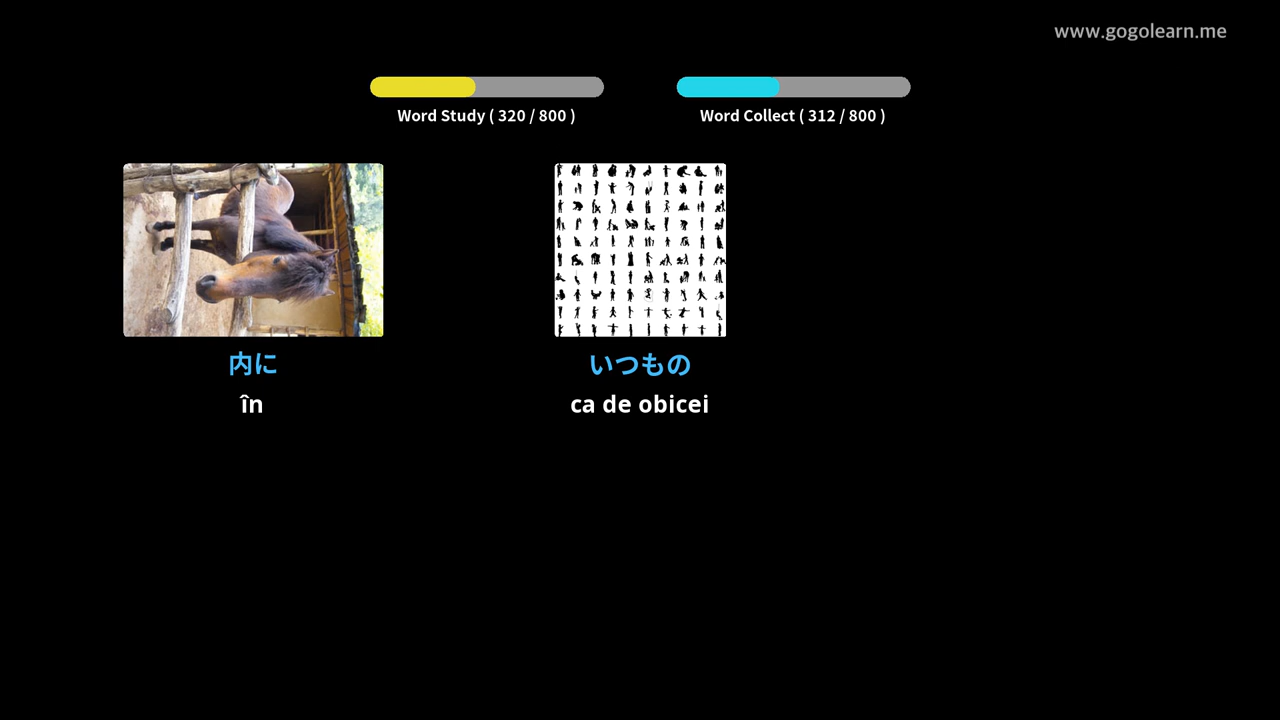 www.gogolearn.me
Word Study ( 320 / 800 )
Word Collect ( 312 / 800 )
内に
いつもの
în
ca de obicei